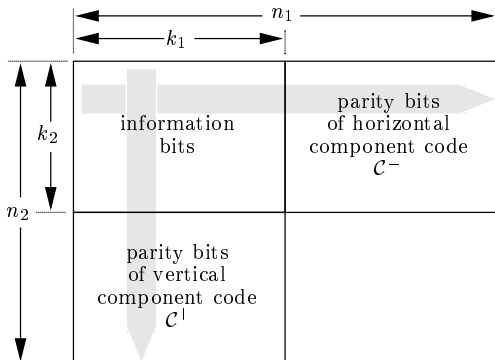 n₁
k₁
k₂
n₂
information
bits
parity bits
of horizontal
component code
𝒞⁻
parity bits
of vertical
component code
𝒞|